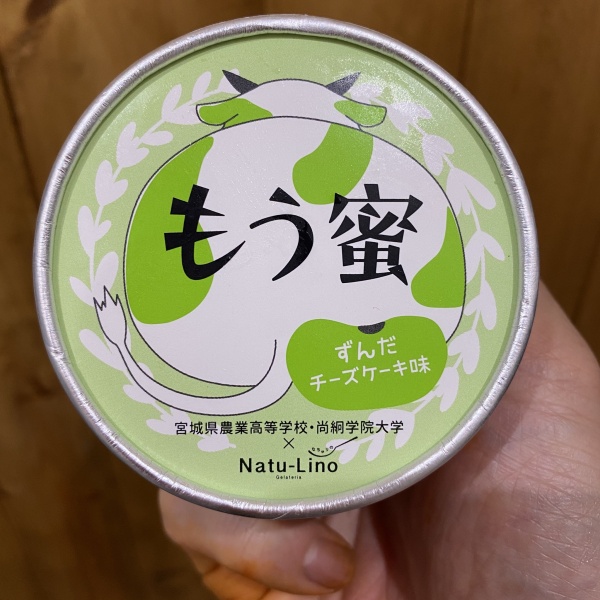 もう蜜
ずんだ
チーズケーキ味
宮城県農業高等学校・尚絅学院大学
×
Natu-Lino
Gelateria